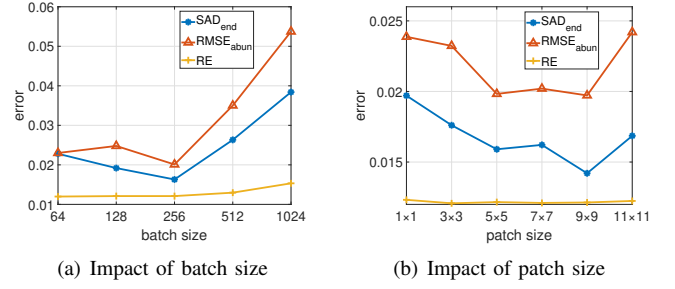 0.06
0.05
0.04
0.03
0.02
0.01
error
SAD_end
RMSE_abun
RE
64 128 256 512 1024
batch size
(a) Impact of batch size
0.025
0.02
0.015
error
SAD_end
RMSE_abun
RE
1×1 3×3 5×5 7×7 9×9 11×11
patch size
(b) Impact of patch size